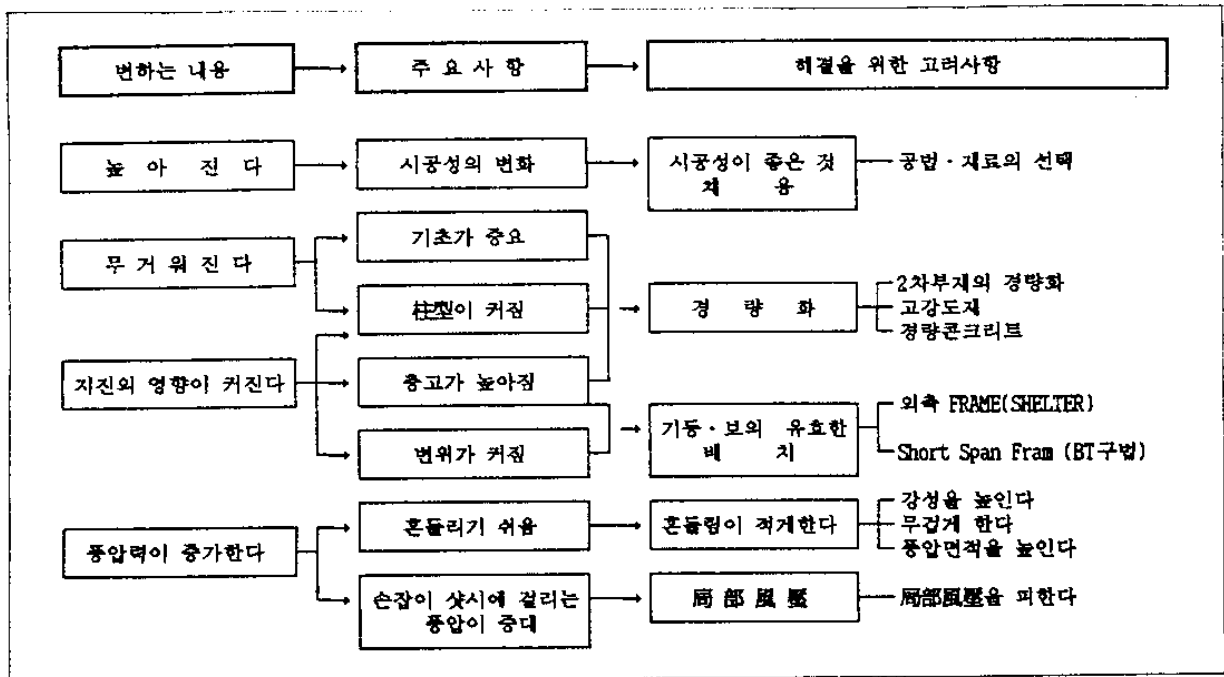 변하는 내용
주 요 사 항
해결을 위한 고려사항
높 아 진 다
시공성의 변화
시공성이 좋은 것
채 용
공법·재료의 선택
무 거 워 진 다
기초가 중요
柱型이 커짐
경 량 화
2차부재의 경량화
고강도재
경량콘크리트
지진의 영향이 커진다
층고가 높아짐
변위가 커짐
기둥·보의 유효한
배 치
외측 FRAME(SHELTER)
Short Span Fram (BT구법)
풍압력이 증가한다
흔들리기 쉬움
흔들림이 적게한다
강성을 높인다
무겁게 한다
풍압면적을 높인다
손잡이 샷시에 걸리는
풍압이 증대
局 部 風 壓
局部風壓을 피한다